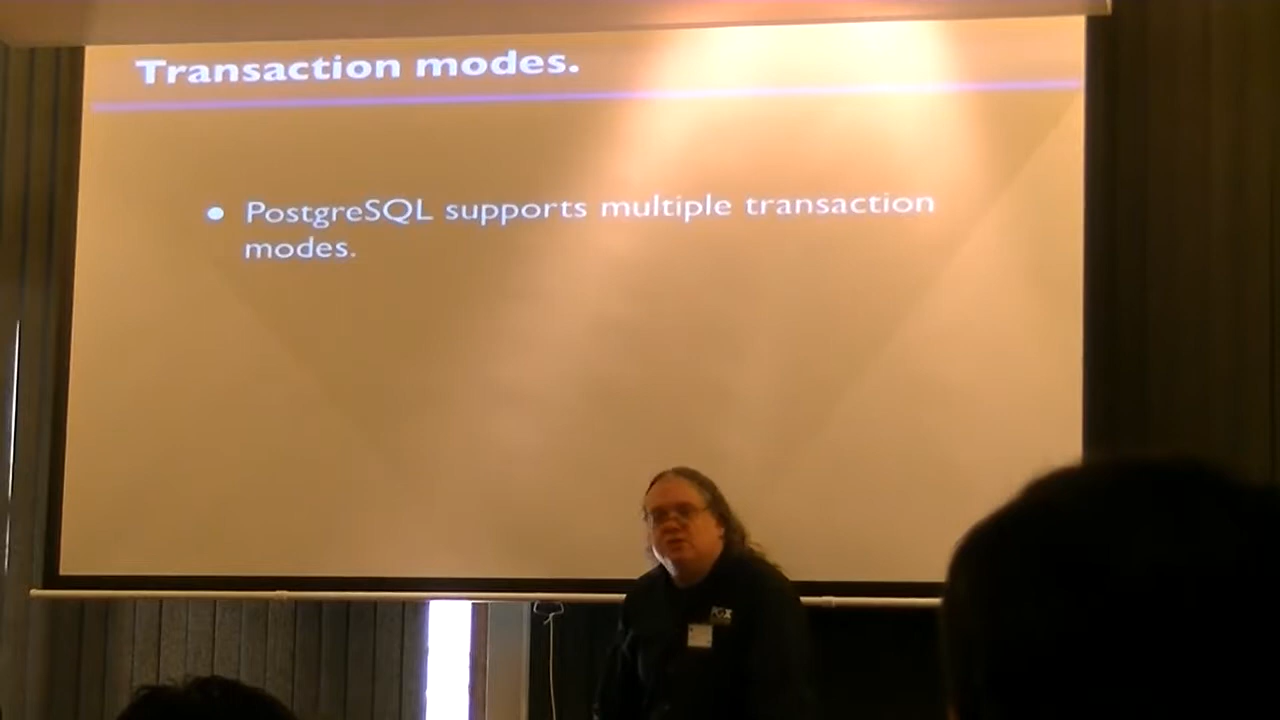 Transaction modes.
• PostgreSQL supports multiple transaction
modes.